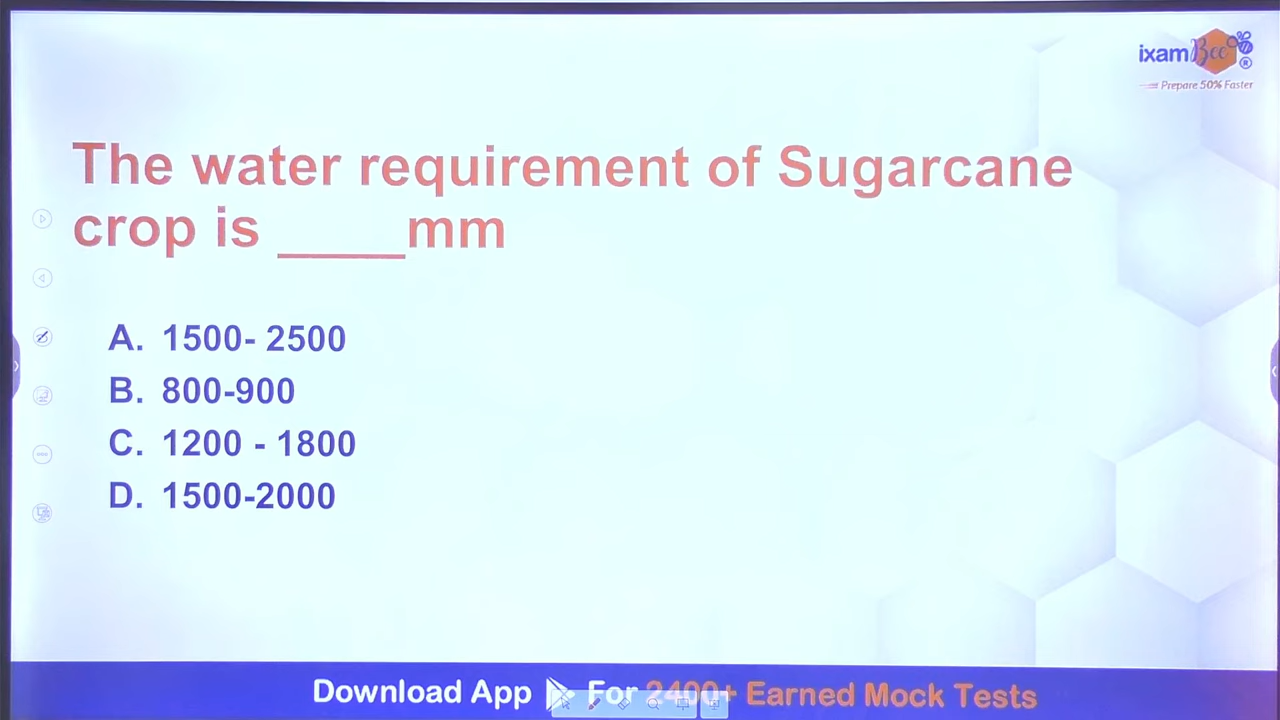 ixamBee
®
Prepare 50% Faster
The water requirement of Sugarcane
crop is _____mm
A. 1500- 2500
B. 800-900
C. 1200 - 1800
D. 1500-2000
Download App For 2400+ Earned Mock Tests